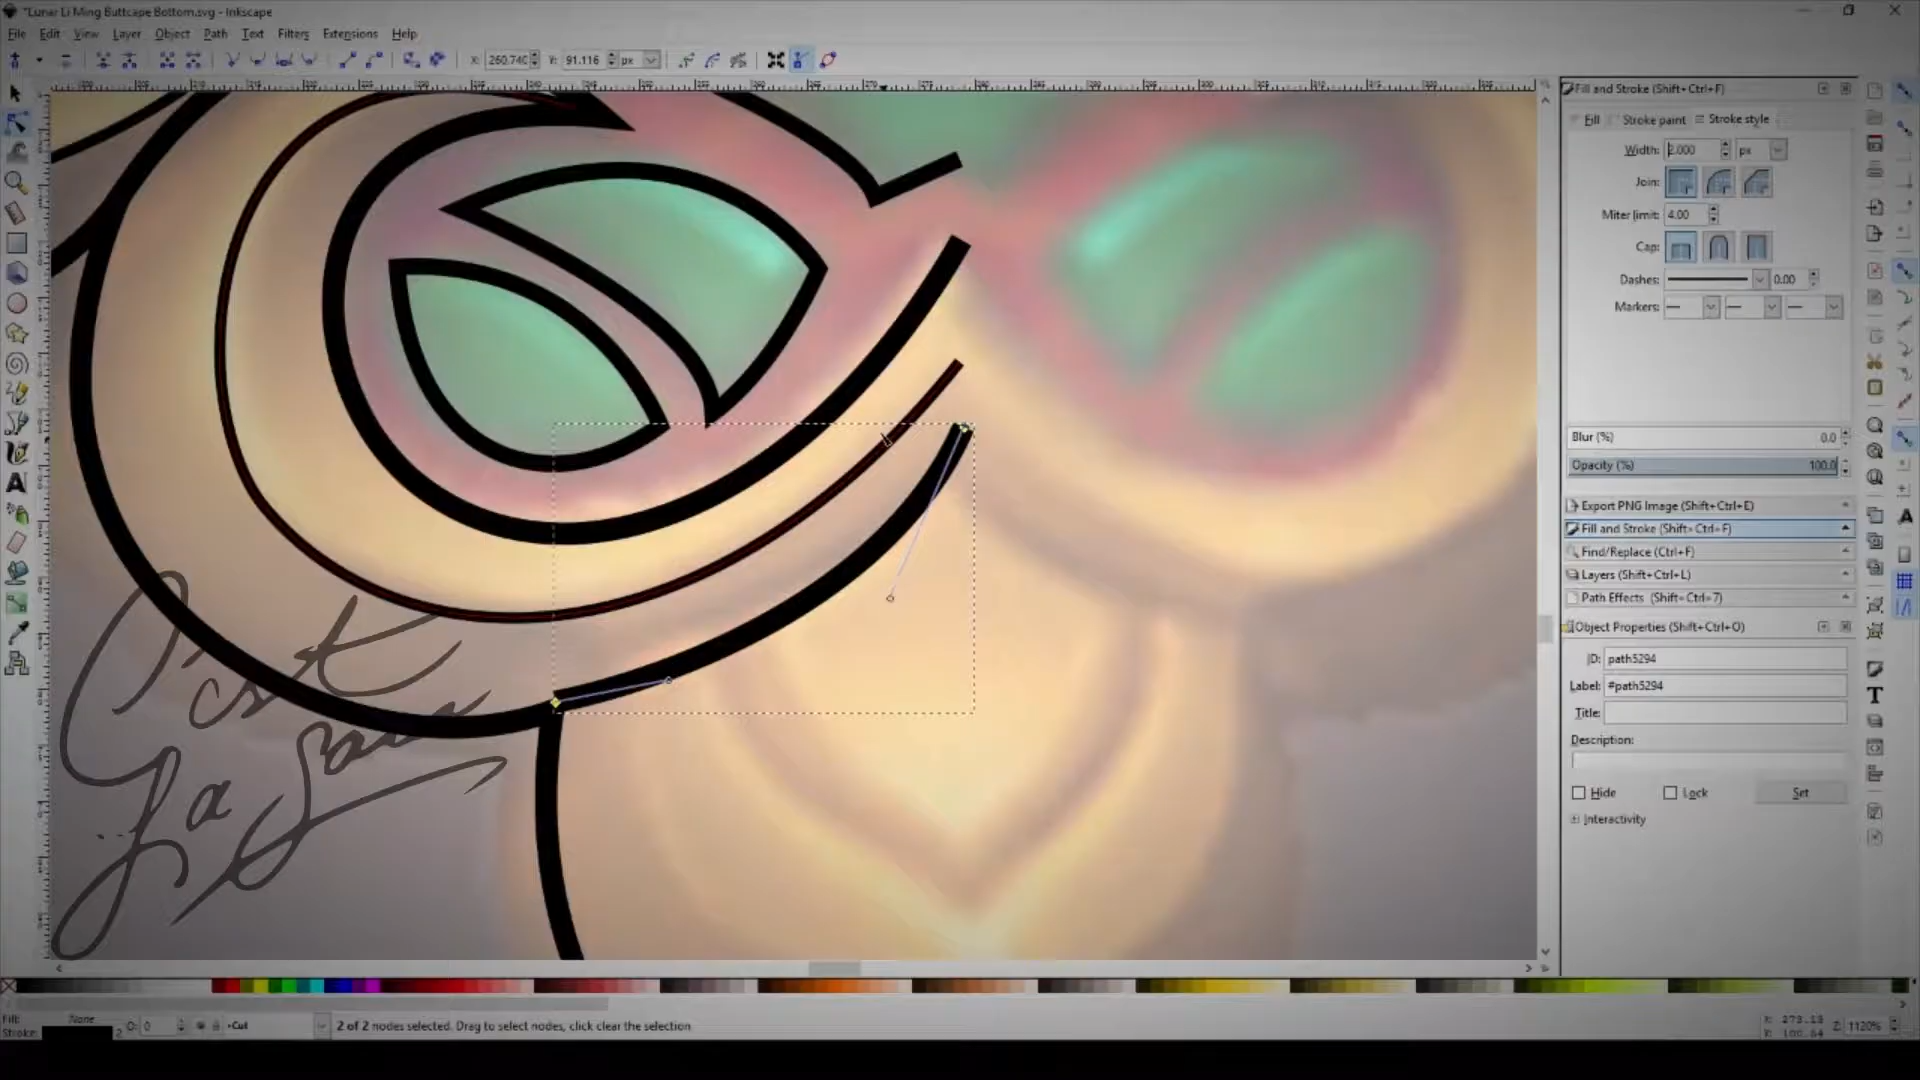 *Lunar Li Ming Buttcape Bottom.svg - Inkscape
File Edit View Layer Object Path Text Filters Extensions Help
X: 260.740 Y: 91.116 px
Fill and Stroke (Shift+Ctrl+F)
Fill Stroke paint Stroke style
Width: 2.000 px
Join:
Miter limit: 4.00
Cap:
Dashes: 0.00
Markers:
Blur (%) 0.0
Opacity (%) 100.0
Export PNG Image (Shift+Ctrl+E)
Fill and Stroke (Shift+Ctrl+F)
Find/Replace (Ctrl+F)
Layers (Shift+Ctrl+L)
Path Effects (Shift+Ctrl+7)
Object Properties (Shift+Ctrl+O)
ID: path5294
Label: #path5294
Title:
Description:
Hide Lock Set
Interactivity
C'est
La
Fill: None
Stroke: 2 O: 0 •Cut 2 of 2 nodes selected. Drag to select nodes, click clear the selection
Z: 1120%